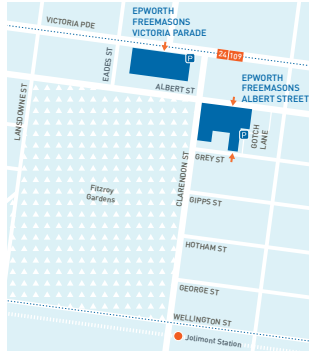 EPWORTH
FREEMASONS
VICTORIA PARADE
VICTORIA PDE
24 109
P
EADES ST
ALBERT ST
EPWORTH
FREEMASONS
ALBERT STREET
LANSDOWNE ST
P
GOTCH
LANE
GREY ST
CLARENDON ST
Fitzroy
Gardens
GIPPS ST
HOTHAM ST
GEORGE ST
WELLINGTON ST
Jolimont Station